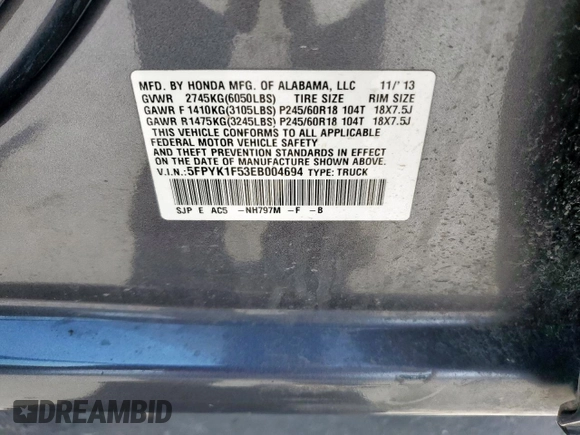 MFD. BY HONDA MFG. OF ALABAMA, LLC 11/'13
GVWR 2745KG(6050LBS) TIRE SIZE RIM SIZE
GAWR F 1410KG(3105LBS) P245/60R18 104T 18X7.5J
GAWR R1475KG(3245LBS) P245/60R18 104T 18X7.5J
THIS VEHICLE CONFORMS TO ALL APPLICABLE
FEDERAL MOTOR VEHICLE SAFETY
AND THEFT PREVENTION STANDARDS IN EFFECT
ON THE DATE OF MANUFACTURE SHOWN ABOVE.
V.I.N.: 5FPYK1F53EB004694 TYPE: TRUCK
SJP E AC5 -NH797M -F -B
DREAMBID